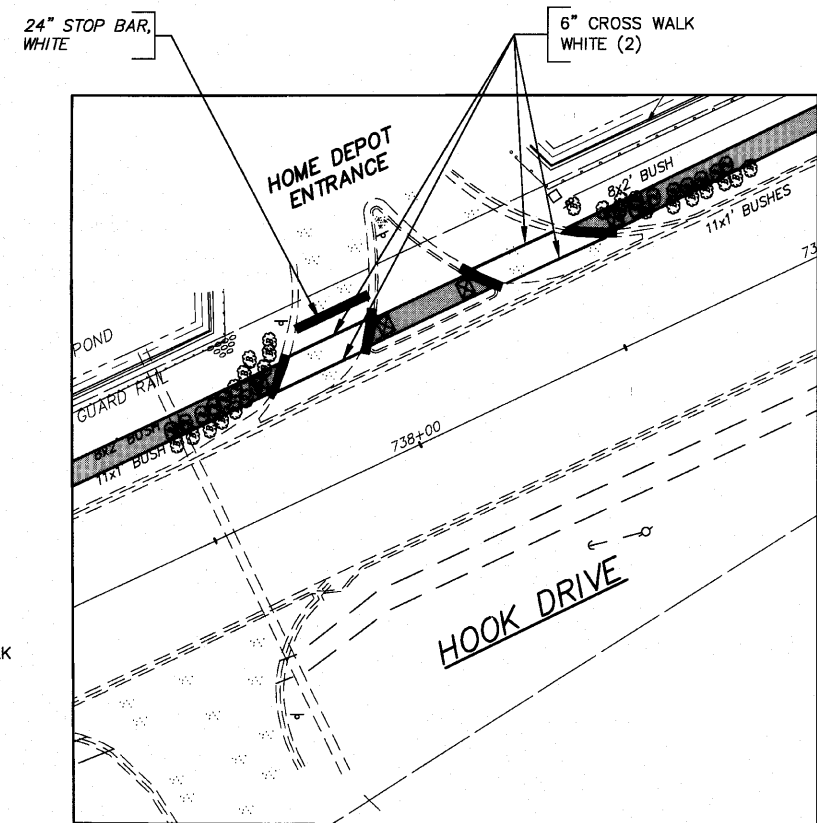 24" STOP BAR,
WHITE
6" CROSS WALK
WHITE (2)
HOME DEPOT
ENTRANCE
8x2' BUSH
11x1' BUSHES
73
POND
GUARD RAIL
8x2' BUSH
11x1' BUSH
738+00
HOOK DRIVE
K